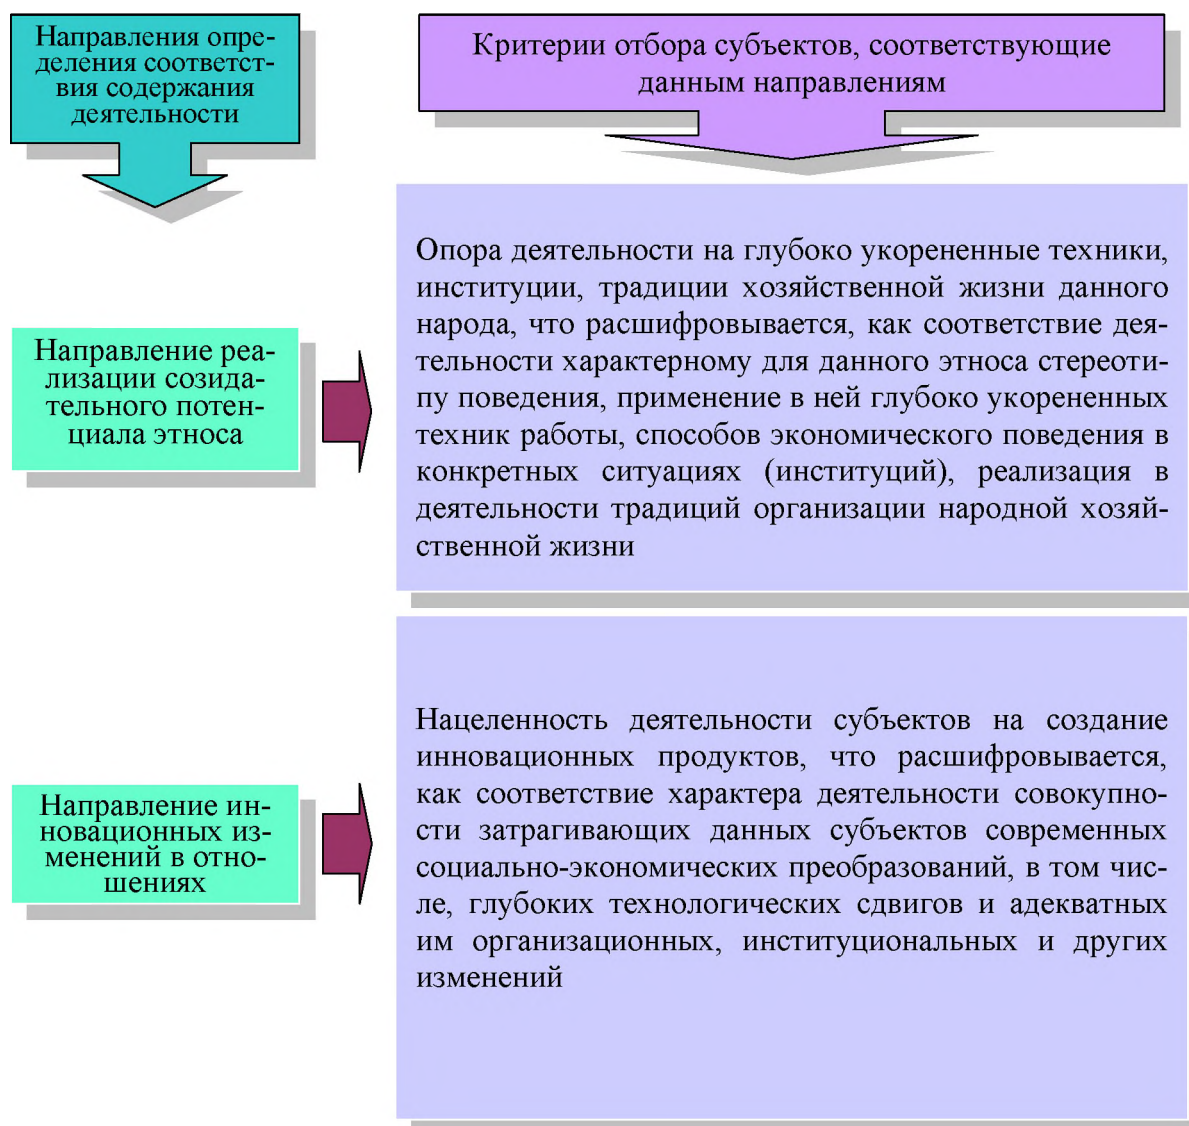 Направления опре-
деления соответст-
вия содержания
деятельности
Критерии отбора субъектов, соответствующие
данным направлениям
Направление реа-
лизации созида-
тельного потен-
циала этноса
Опора деятельности на глубоко укорененные техники,
институции, традиции хозяйственной жизни данного
народа, что расшифровывается, как соответствие дея-
тельности характерному для данного этноса стереоти-
пу поведения, применение в ней глубоко укорененных
техник работы, способов экономического поведения в
конкретных ситуациях (институций), реализация в
деятельности традиций организации народной хозяй-
ственной жизни
Направление ин-
новационных из-
менений в отно-
шениях
Нацеленность деятельности субъектов на создание
инновационных продуктов, что расшифровывается,
как соответствие характера деятельности совокупно-
сти затрагивающих данных субъектов современных
социально-экономических преобразований, в том чис-
ле, глубоких технологических сдвигов и адекватных
им организационных, институциональных и других
изменений